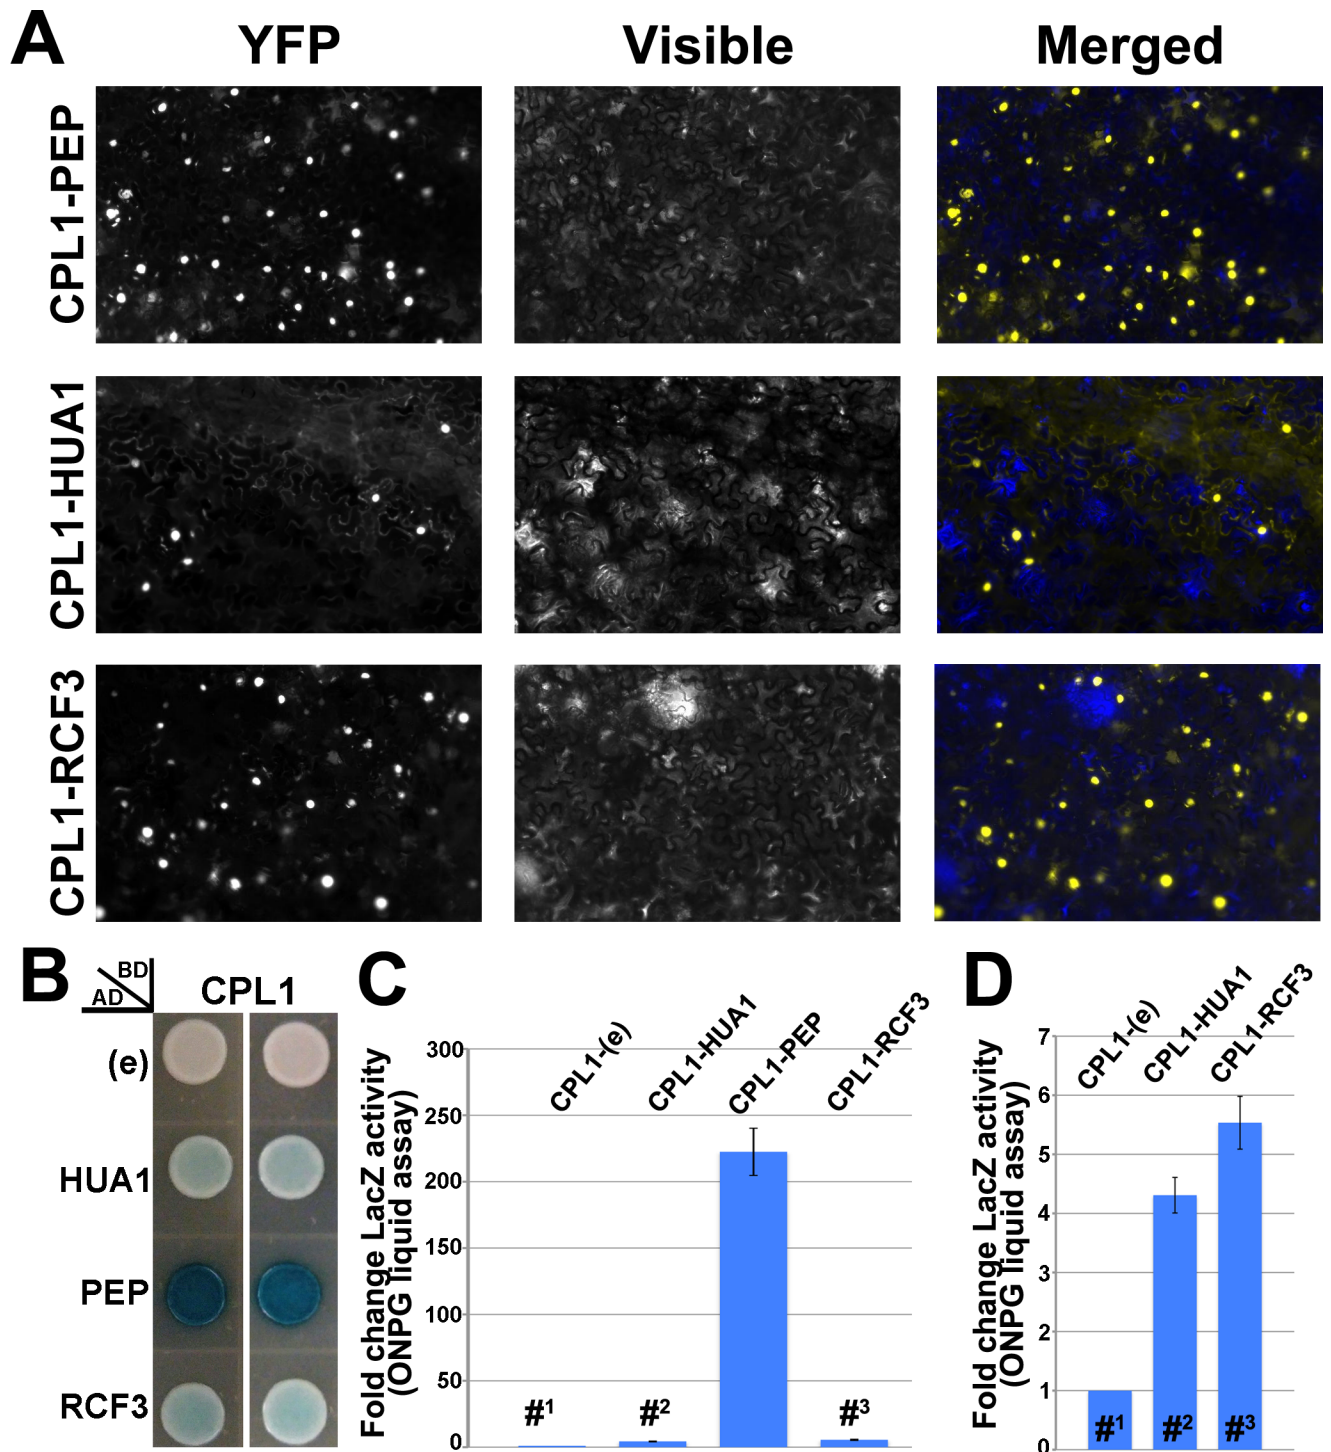 A
YFP Visible Merged
CPL1-PEP
CPL1-HUA1
CPL1-RCF3
B
BD
AD
CPL1
(e)
HUA1
PEP
RCF3
C
Fold change LacZ activity
(ONPG liquid assay)
300
250
200
150
100
50
0
CPL1-(e)
CPL1-HUA1
CPL1-PEP
CPL1-RCF3
#1
#2
#3
D
Fold change LacZ activity
(ONPG liquid assay)
7
6
5
4
3
2
1
0
CPL1-(e)
CPL1-HUA1
CPL1-RCF3
#1
#2
#3